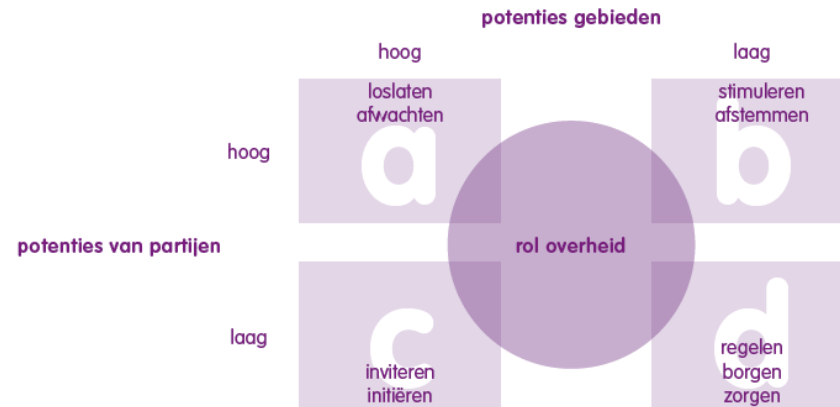 potenties gebieden
hoog laag
loslaten
afwachten
a
stimuleren
afstemmen
b
hoog
potenties van partijen
rol overheid
laag
c
inviteren
initiëren
d
regelen
borgen
zorgen